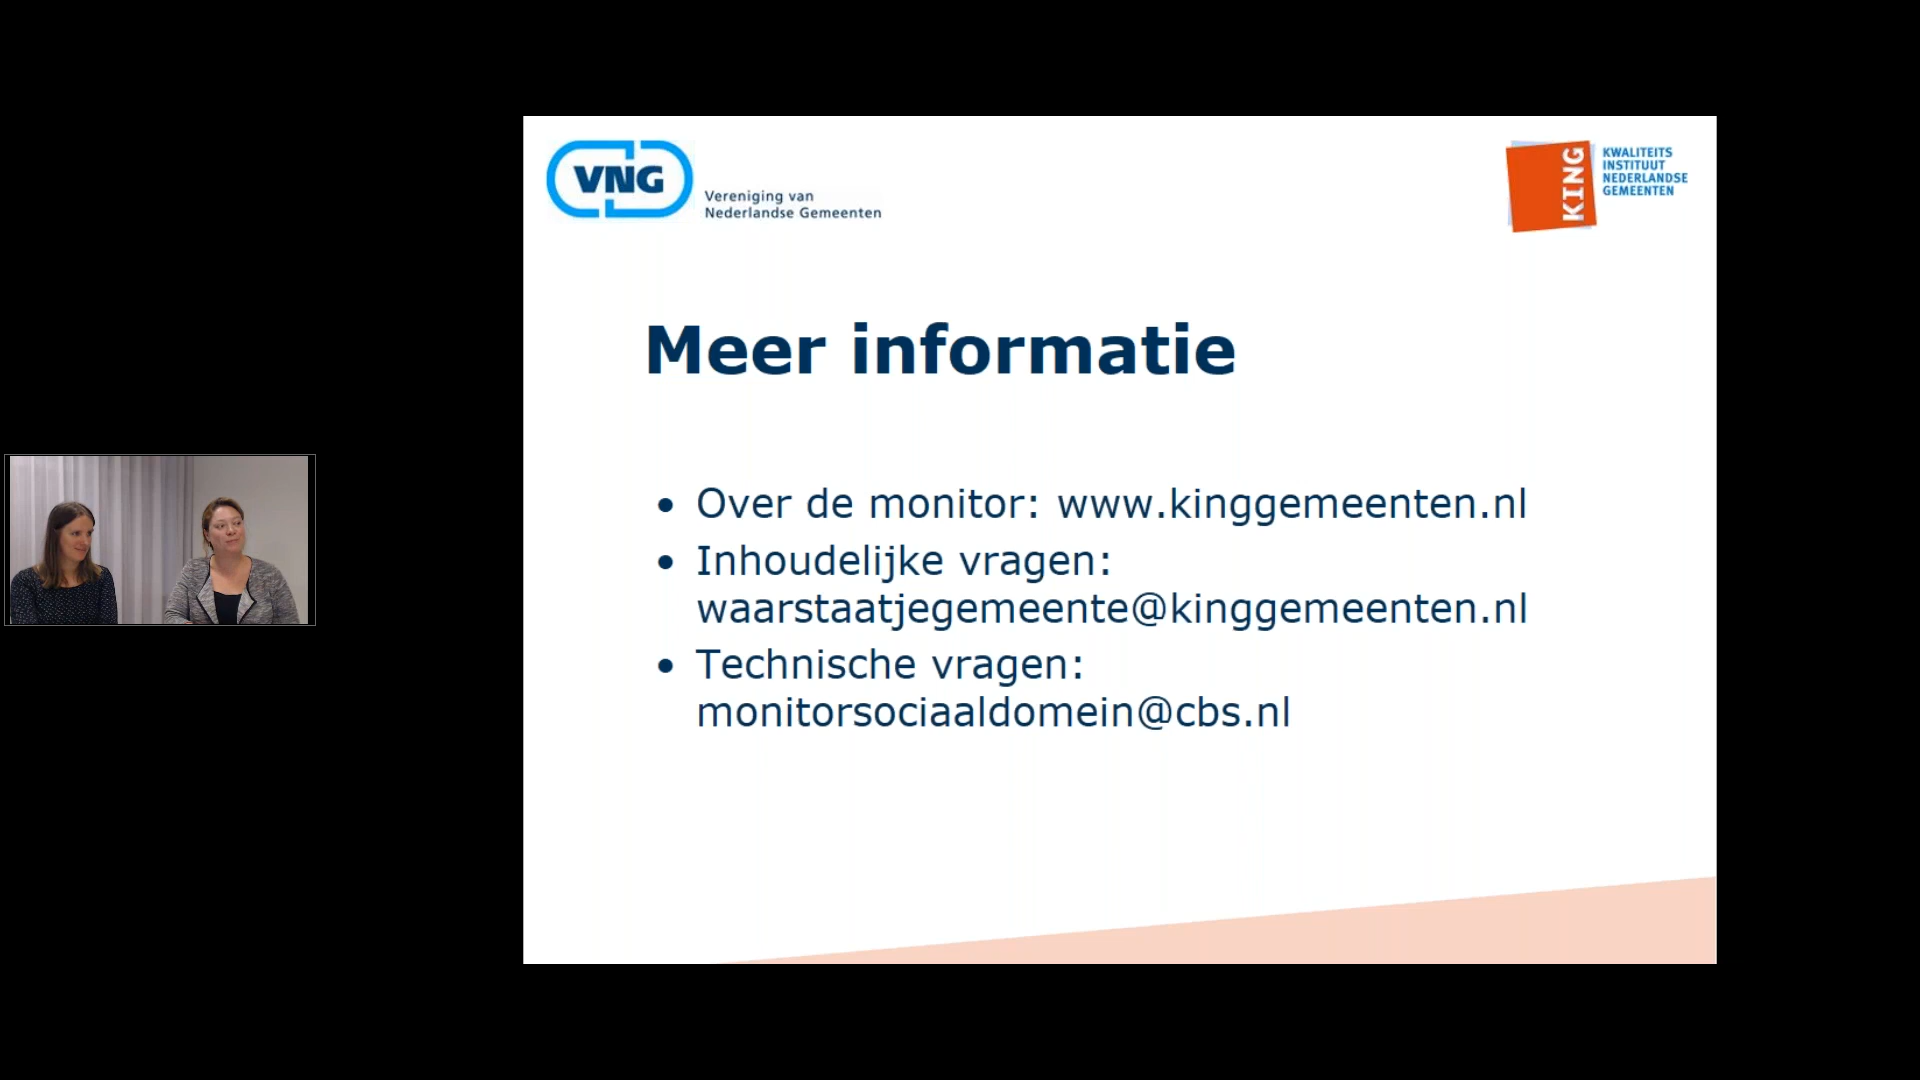 VNG
Vereniging van
Nederlandse Gemeenten
KING
KWALITEITS
INSTITUUT
NEDERLANDSE
GEMEENTEN
Meer informatie
• Over de monitor: www.kinggemeenten.nl
• Inhoudelijke vragen:
waarstaatjegemeente@kinggemeenten.nl
• Technische vragen:
monitorsociaaldomein@cbs.nl